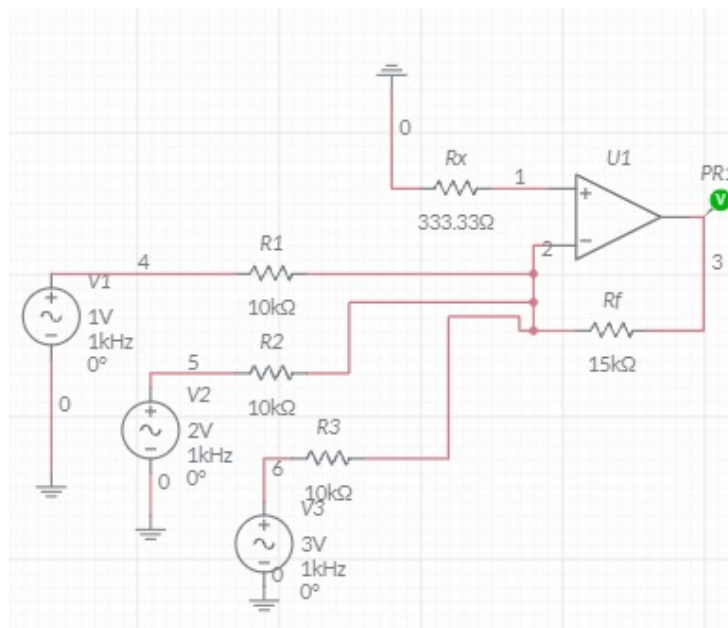 0
Rx
1
U1
PR1
V
333.33Ω
+
2
−
3
4
R1
V1
10kΩ
+
−
1V
1kHz
0°
Rf
15kΩ
5
R2
V2
10kΩ
+
−
2V
1kHz
0°
0
R3
6
10kΩ
V3
0
+
−
3V
1kHz
0°
0